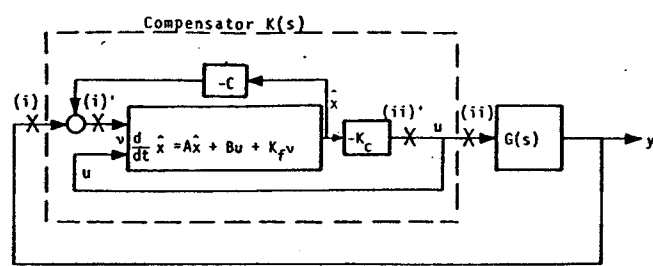 Compensator K(s)
-C
(i)
(i)'
x̂
(ii)'
(ii)
ν
d/dt x̂ = Ax̂ + Bu + K_f ν
-K_C
u
G(s)
y
u